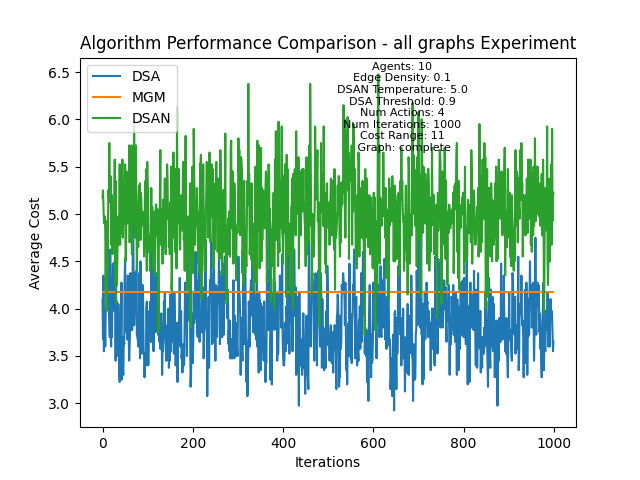 Algorithm Performance Comparison - all graphs Experiment
DSA
MGM
DSAN
Agents: 10
Edge Density: 0.1
DSAN Temperature: 5.0
DSA Threshold: 0.9
Num Actions: 4
Num Iterations: 1000
Cost Range: 11
Graph: complete
Average Cost
6.5
6.0
5.5
5.0
4.5
4.0
3.5
3.0
0 200 400 600 800 1000
Iterations